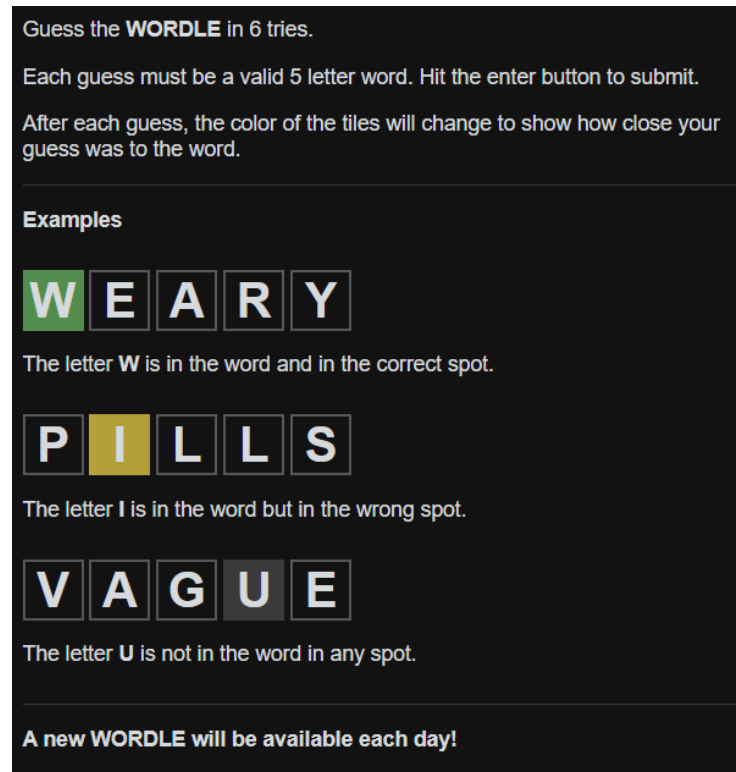 Guess the WORDLE in 6 tries.
Each guess must be a valid 5 letter word. Hit the enter button to submit.
After each guess, the color of the tiles will change to show how close your
guess was to the word.
Examples
WEARY
The letter W is in the word and in the correct spot.
PILLS
The letter I is in the word but in the wrong spot.
VAGUE
The letter U is not in the word in any spot.
A new WORDLE will be available each day!